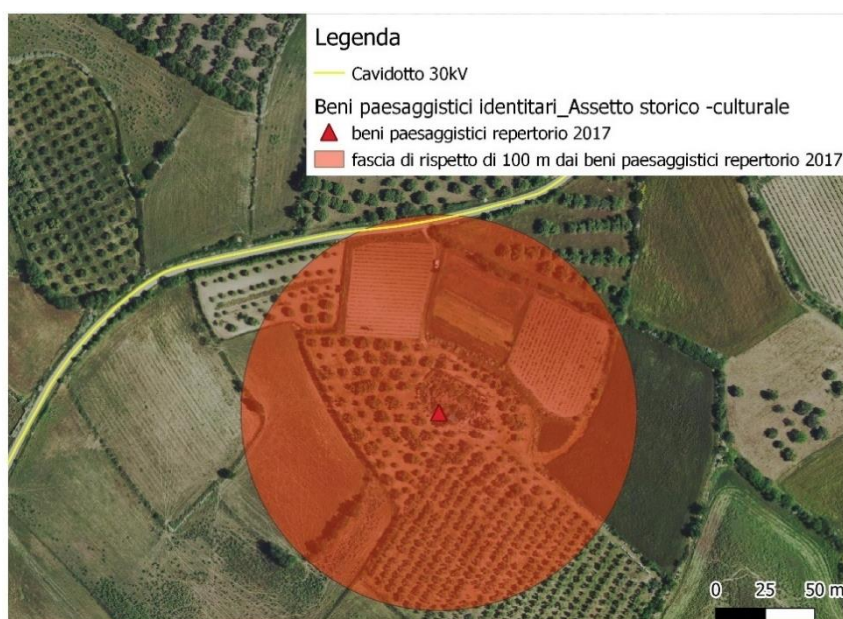 Legenda
Cavidotto 30kV
Beni paesaggistici identitari_Assetto storico -culturale
beni paesaggistici repertorio 2017
fascia di rispetto di 100 m dai beni paesaggistici repertorio 2017
0 25 50 m